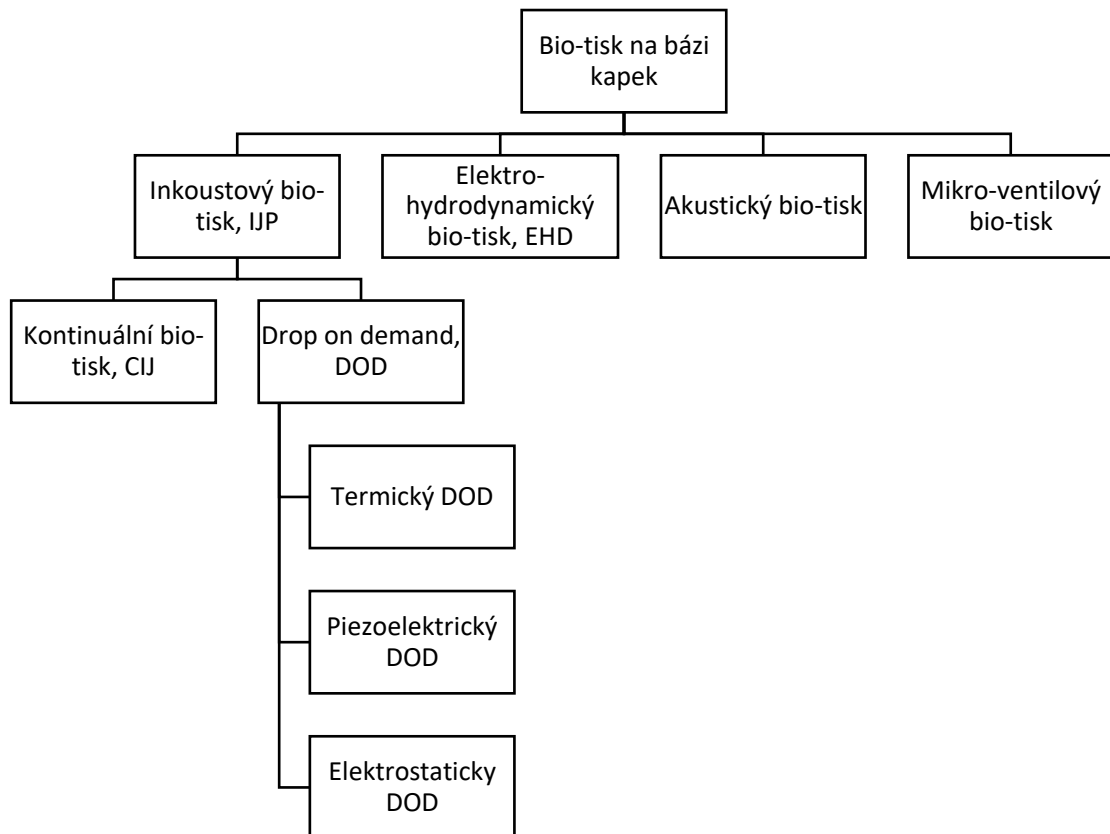 Bio-tisk na bázi
kapek
Inkoustový bio-
tisk, IJP
Elektro-
hydrodynamický
bio-tisk, EHD
Akustický bio-tisk
Mikro-ventilový
bio-tisk
Kontinuální bio-
tisk, CIJ
Drop on demand,
DOD
Termický DOD
Piezoelektrický
DOD
Elektrostaticky
DOD